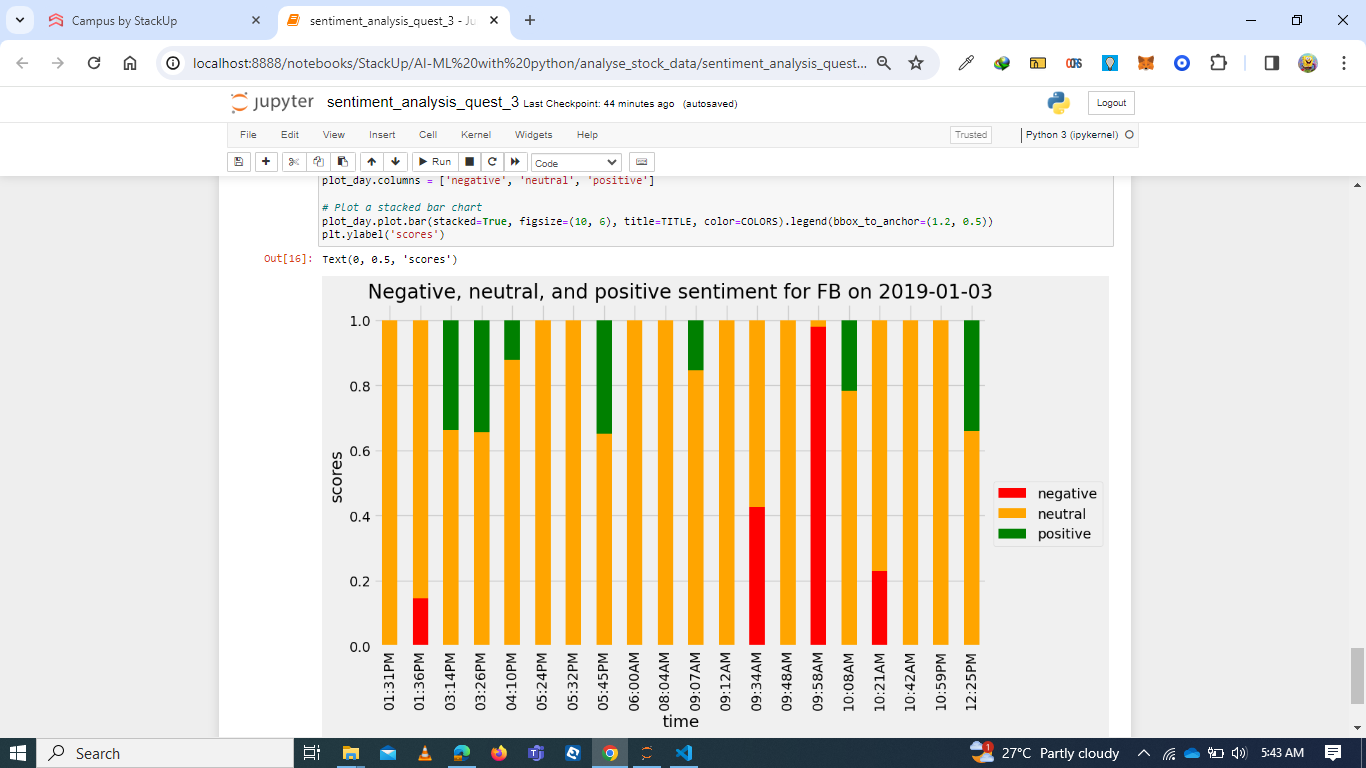 Campus by StackUp
sentiment_analysis_quest_3 - Ju
localhost:8888/notebooks/StackUp/AI-ML%20with%20python/analyse_stock_data/sentiment_analysis_quest...
jupyter sentiment_analysis_quest_3 Last Checkpoint: 44 minutes ago (autosaved)
Logout
File Edit View Insert Cell Kernel Widgets Help
Trusted
Python 3 (ipykernel)
Run
Code
plot_day.columns = ['negative', 'neutral', 'positive']
# Plot a stacked bar chart
plot_day.plot.bar(stacked=True, figsize=(10, 6), title=TITLE, color=COLORS).legend(bbox_to_anchor=(1.2, 0.5))
plt.ylabel('scores')
Out[16]: Text(0, 0.5, 'scores')
Negative, neutral, and positive sentiment for FB on 2019-01-03
1.0
0.8
0.6
0.4
0.2
0.0
scores
negative
neutral
positive
01:31PM
01:36PM
03:14PM
03:26PM
04:10PM
05:24PM
05:32PM
05:45PM
06:00AM
08:04AM
09:07AM
09:12AM
09:34AM
09:48AM
09:58AM
10:08AM
10:21AM
10:42AM
10:59PM
12:25PM
time
Search
1
27°C Partly cloudy
5:43 AM